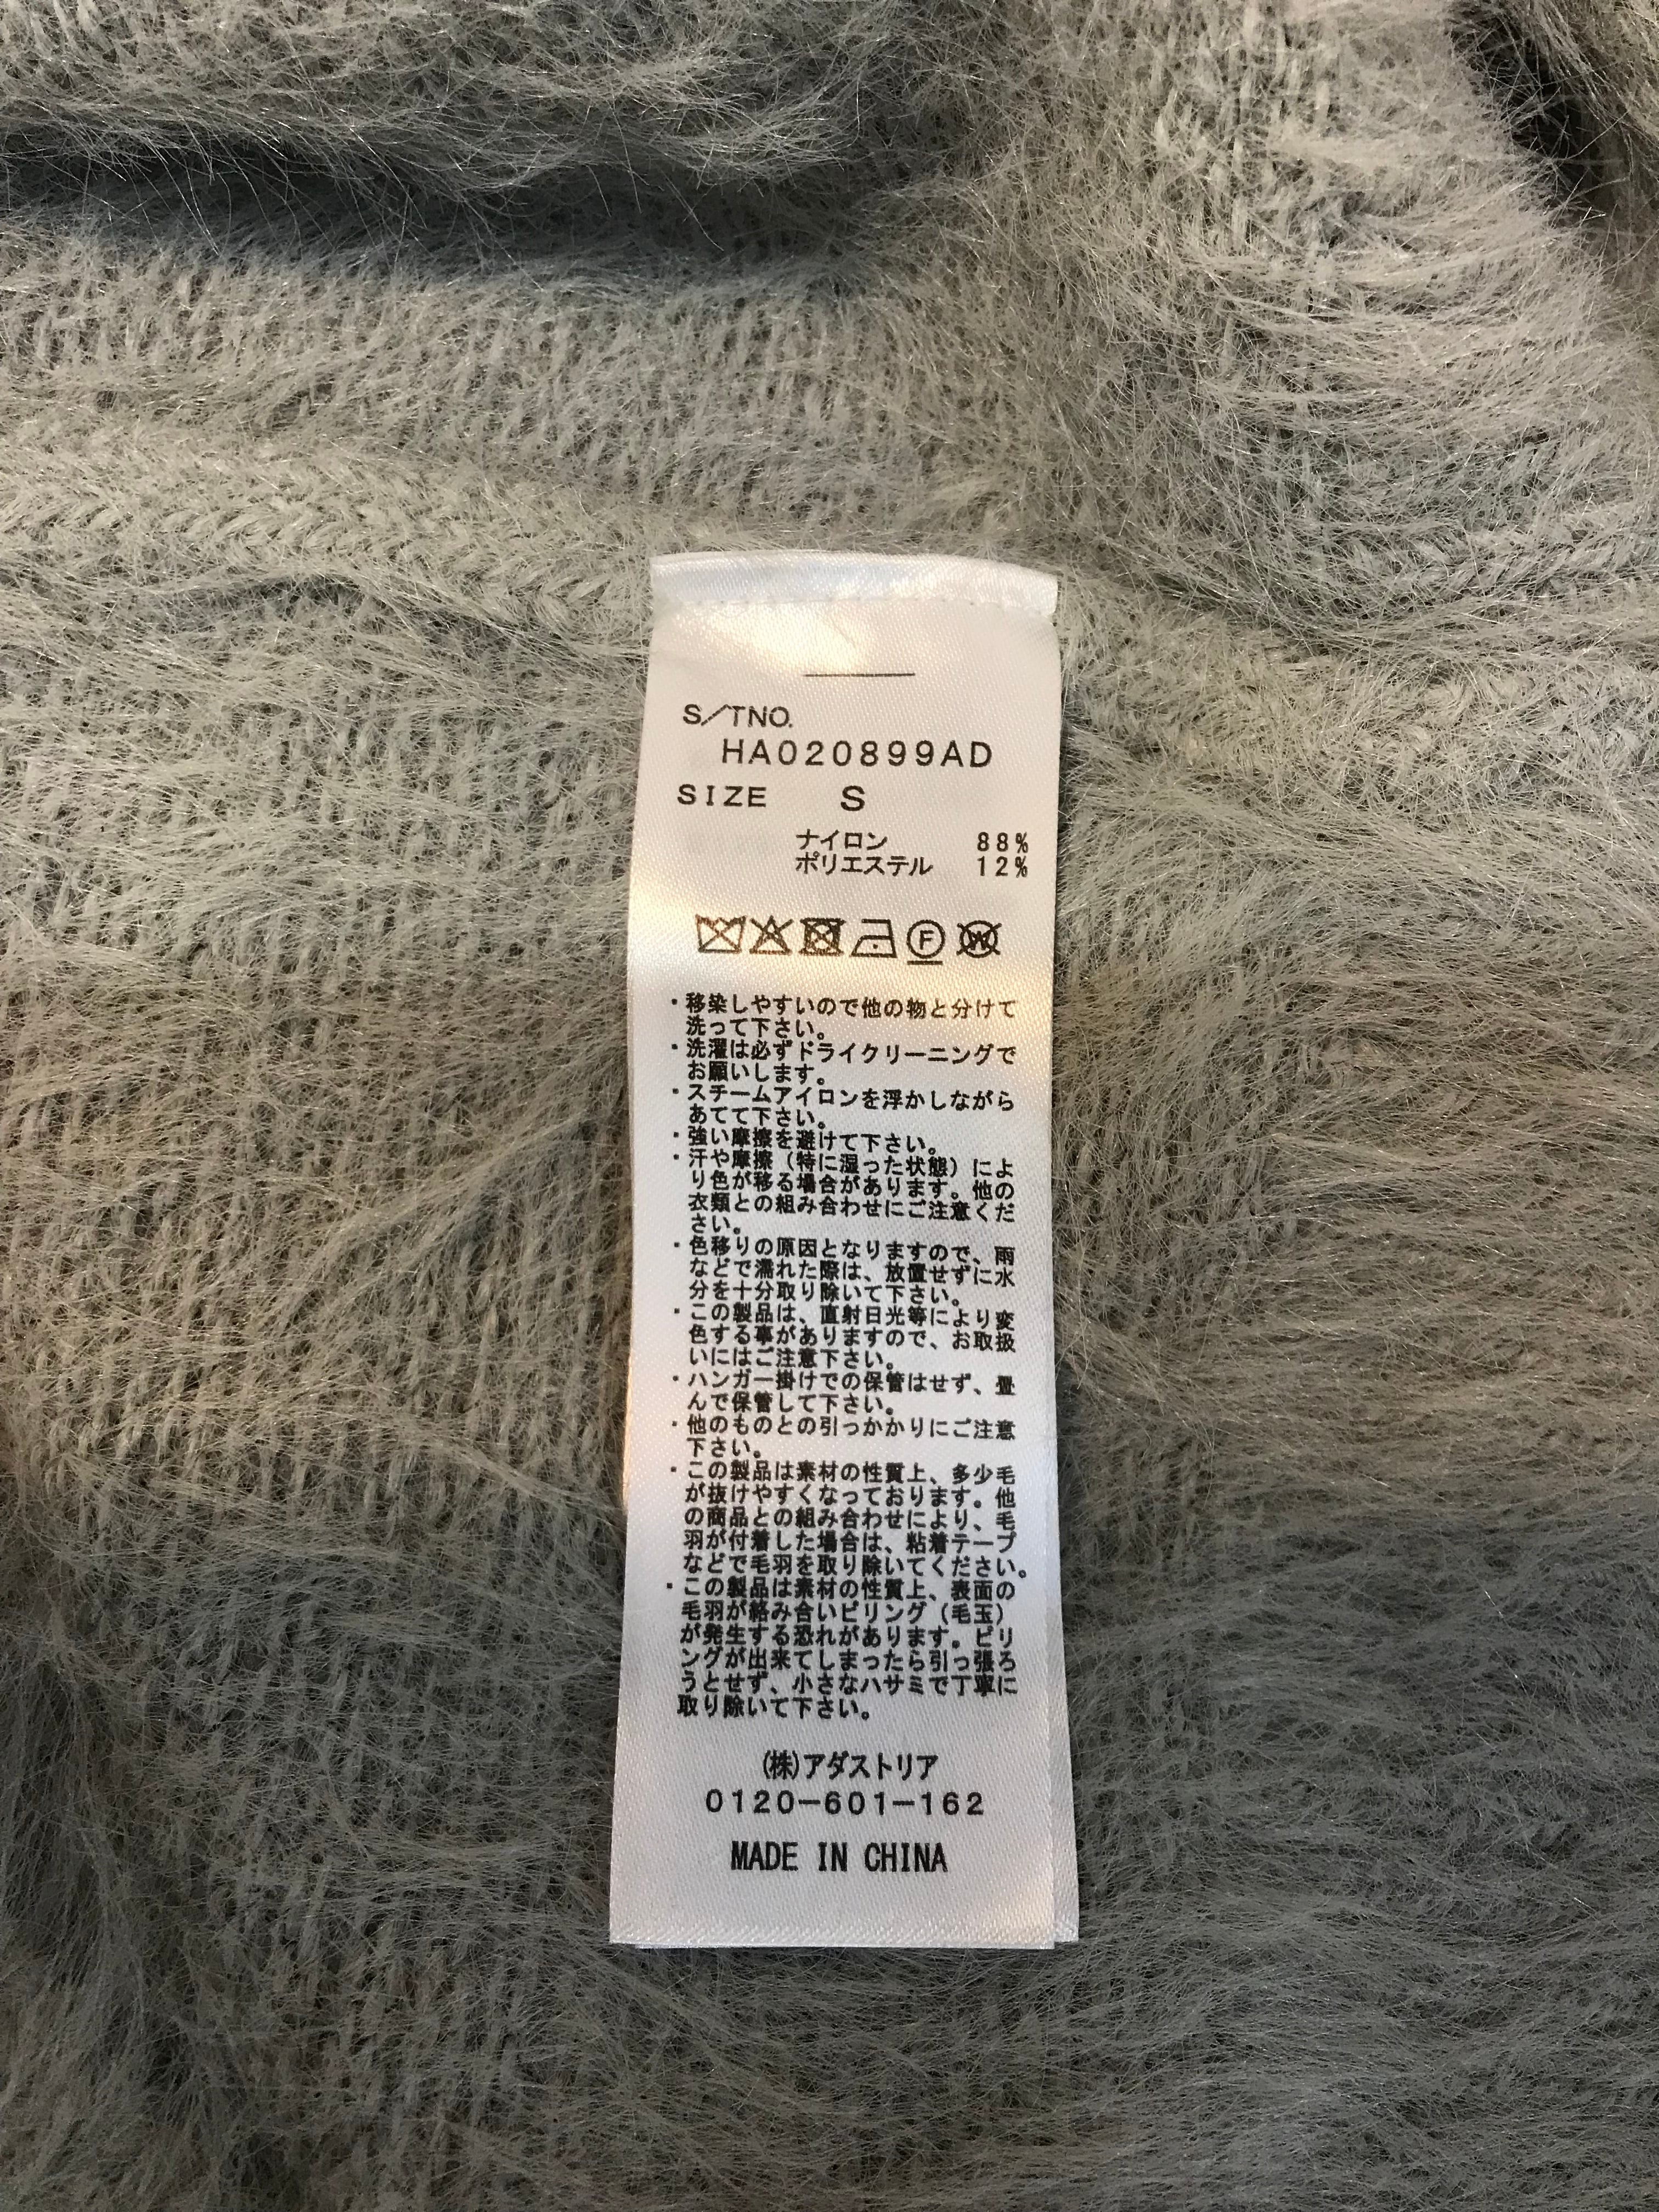 S/TNO.
HA020899AD
SIZE S
ナイロン 88%
ポリエステル 12%
F
W
・移染しやすいので他の物と分けて
洗って下さい。
・洗濯は必ずドライクリーニングで
お願いします。
・スチームアイロンを浮かしながら
あてて下さい。
・強い摩擦を避けて下さい。
・汗や摩擦（特に湿った状態）によ
り色が移る場合があります。他の
衣類との組み合わせにご注意くだ
さい。
・色移りの原因となりますので、雨
などで濡れた際は、放置せずに水
分を十分取り除いて下さい。
・この製品は、直射日光等により変
色する事がありますので、お取扱
いにはご注意下さい。
・ハンガー掛けでの保管はせず、畳
んで保管して下さい。
・他のものとの引っかかりにご注意
下さい。
・この製品は素材の性質上、多少毛
が抜けやすくなっております。他
の商品との組み合わせにより、毛
羽が付着した場合は、粘着テープ
などで毛羽を取り除いてください。
・この製品は素材の性質上、表面の
毛羽が絡み合いピリング（毛玉）
が発生する恐れがあります。ピリ
ングが出来てしまったら引っ張ろ
うとせず、小さなハサミで丁寧に
取り除いて下さい。
(株)アダストリア
0120-601-162
MADE IN CHINA